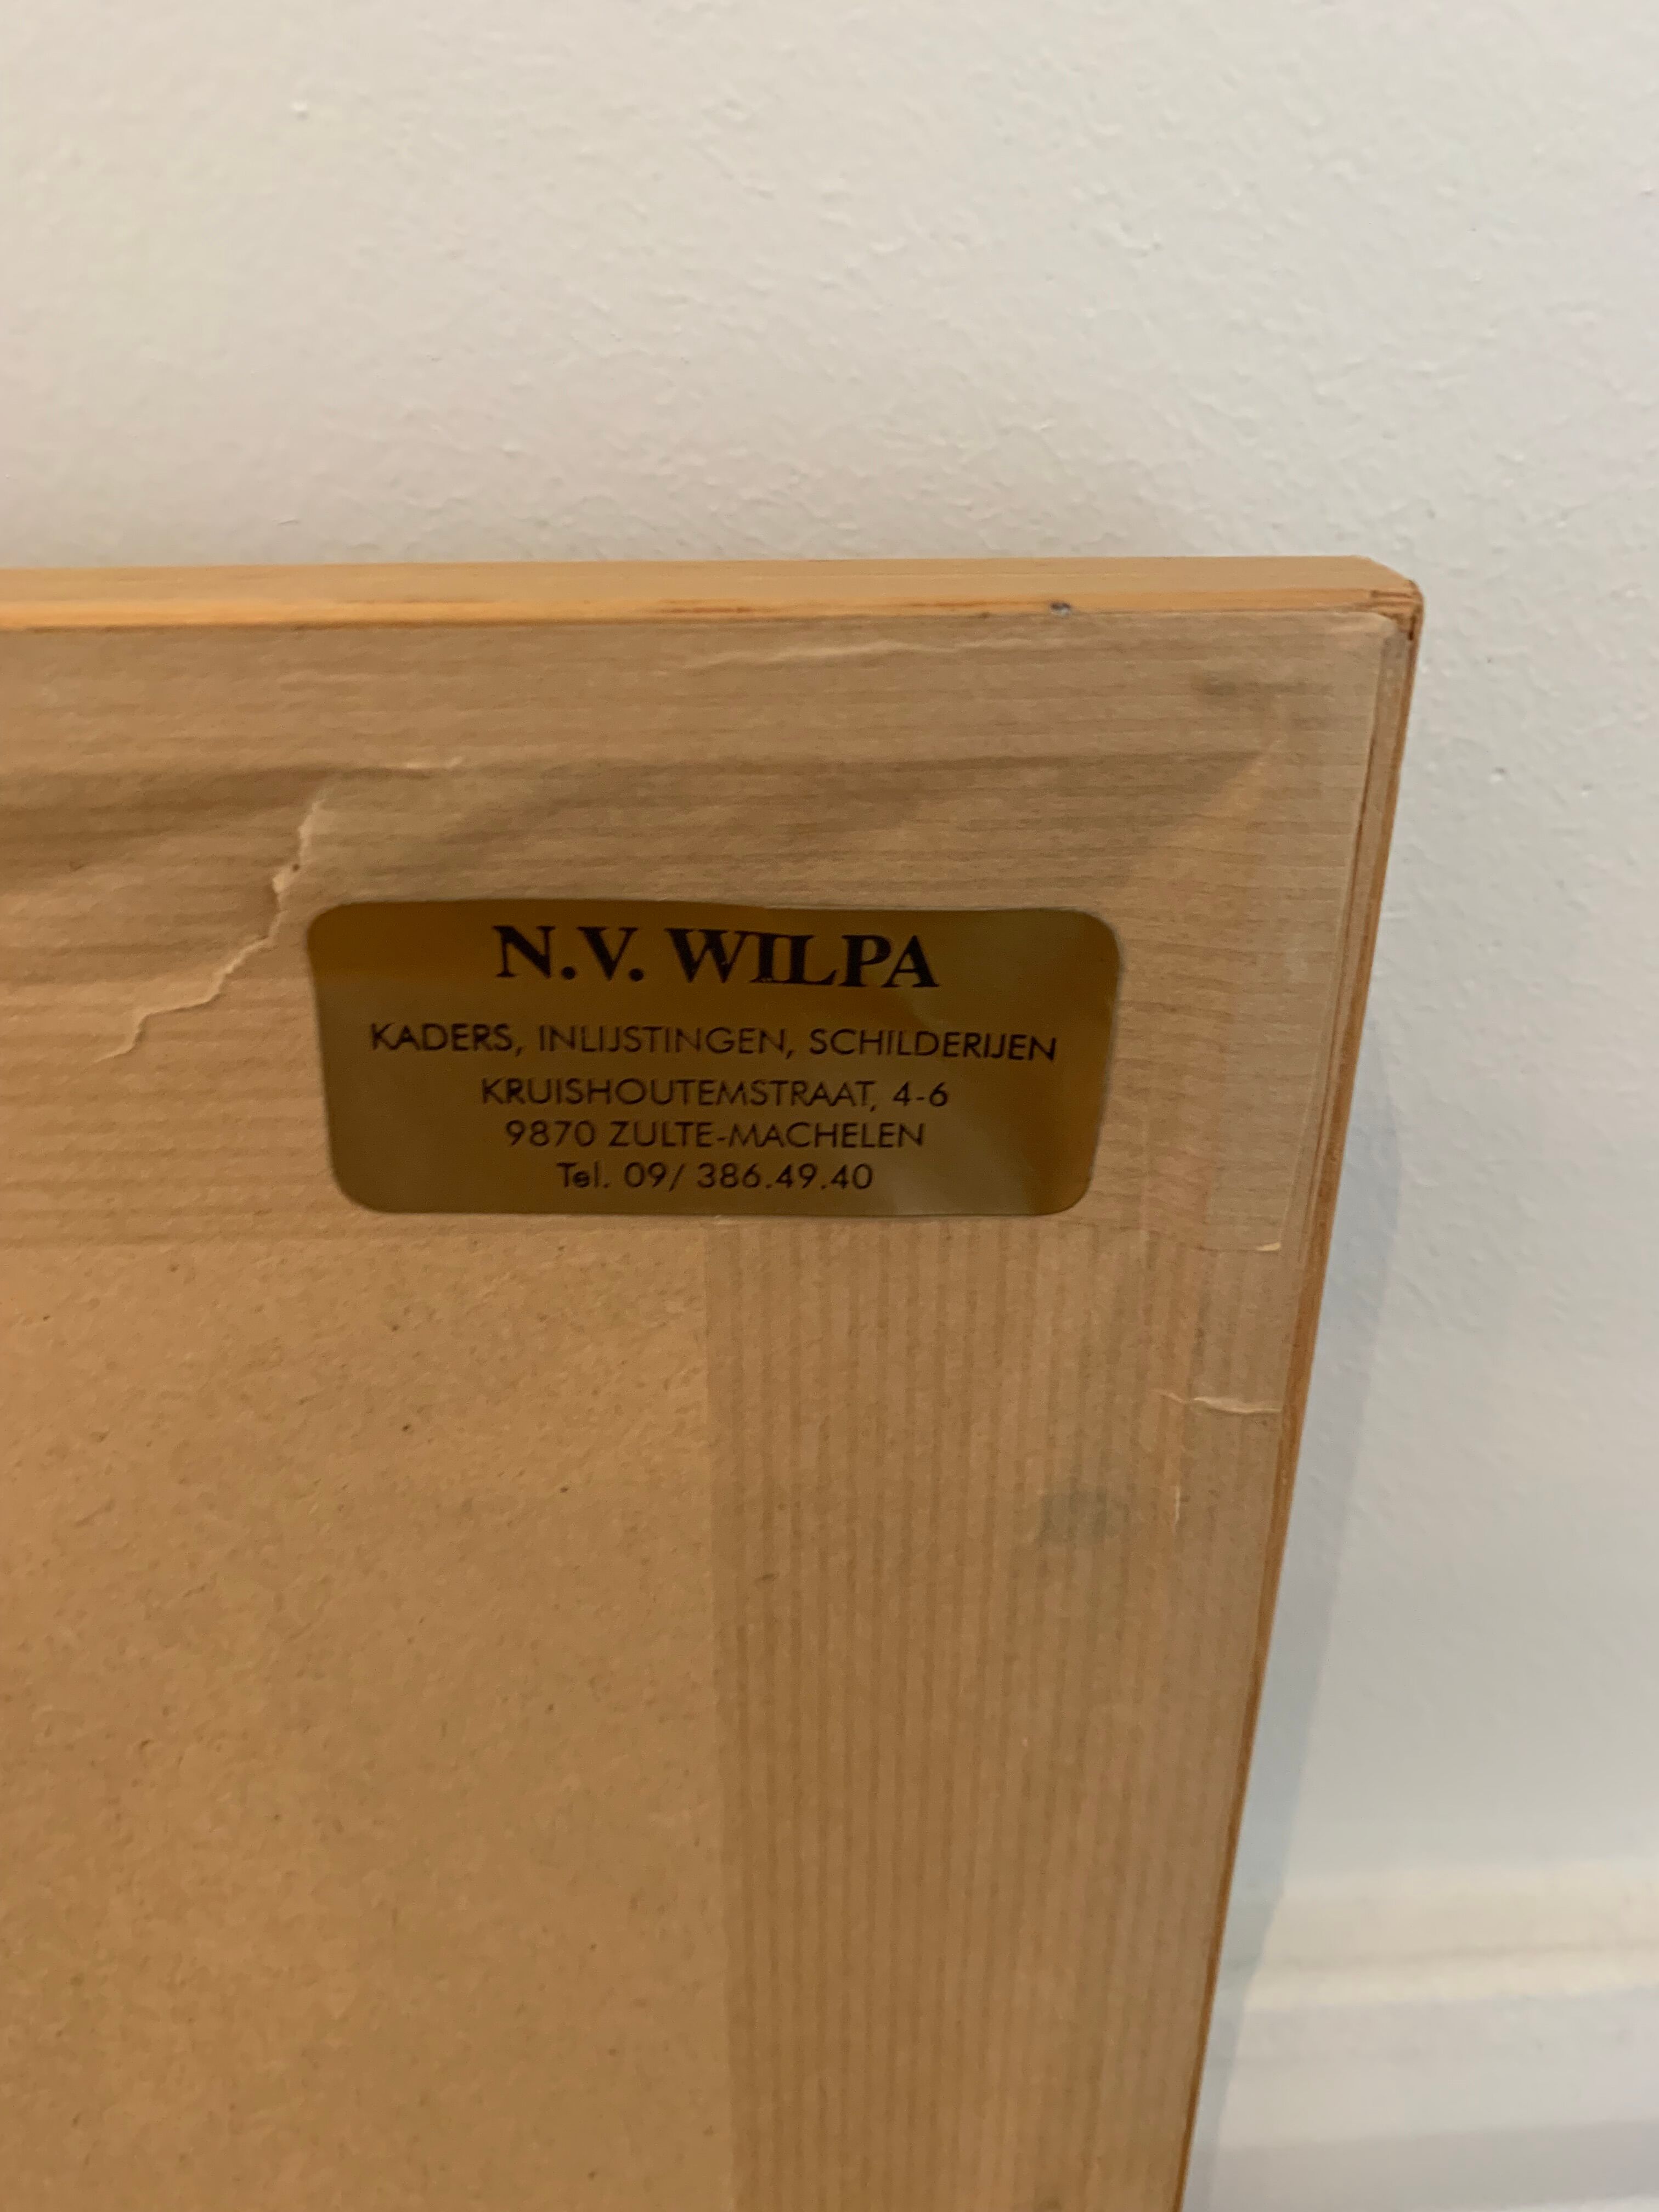 N.V. WILPA
KADERS, INLIJSTINGEN, SCHILDERIJEN
KRUISHOUTEMSTRAAT, 4-6
9870 ZULTE-MACHELEN
Tel. 09/ 386.49.40